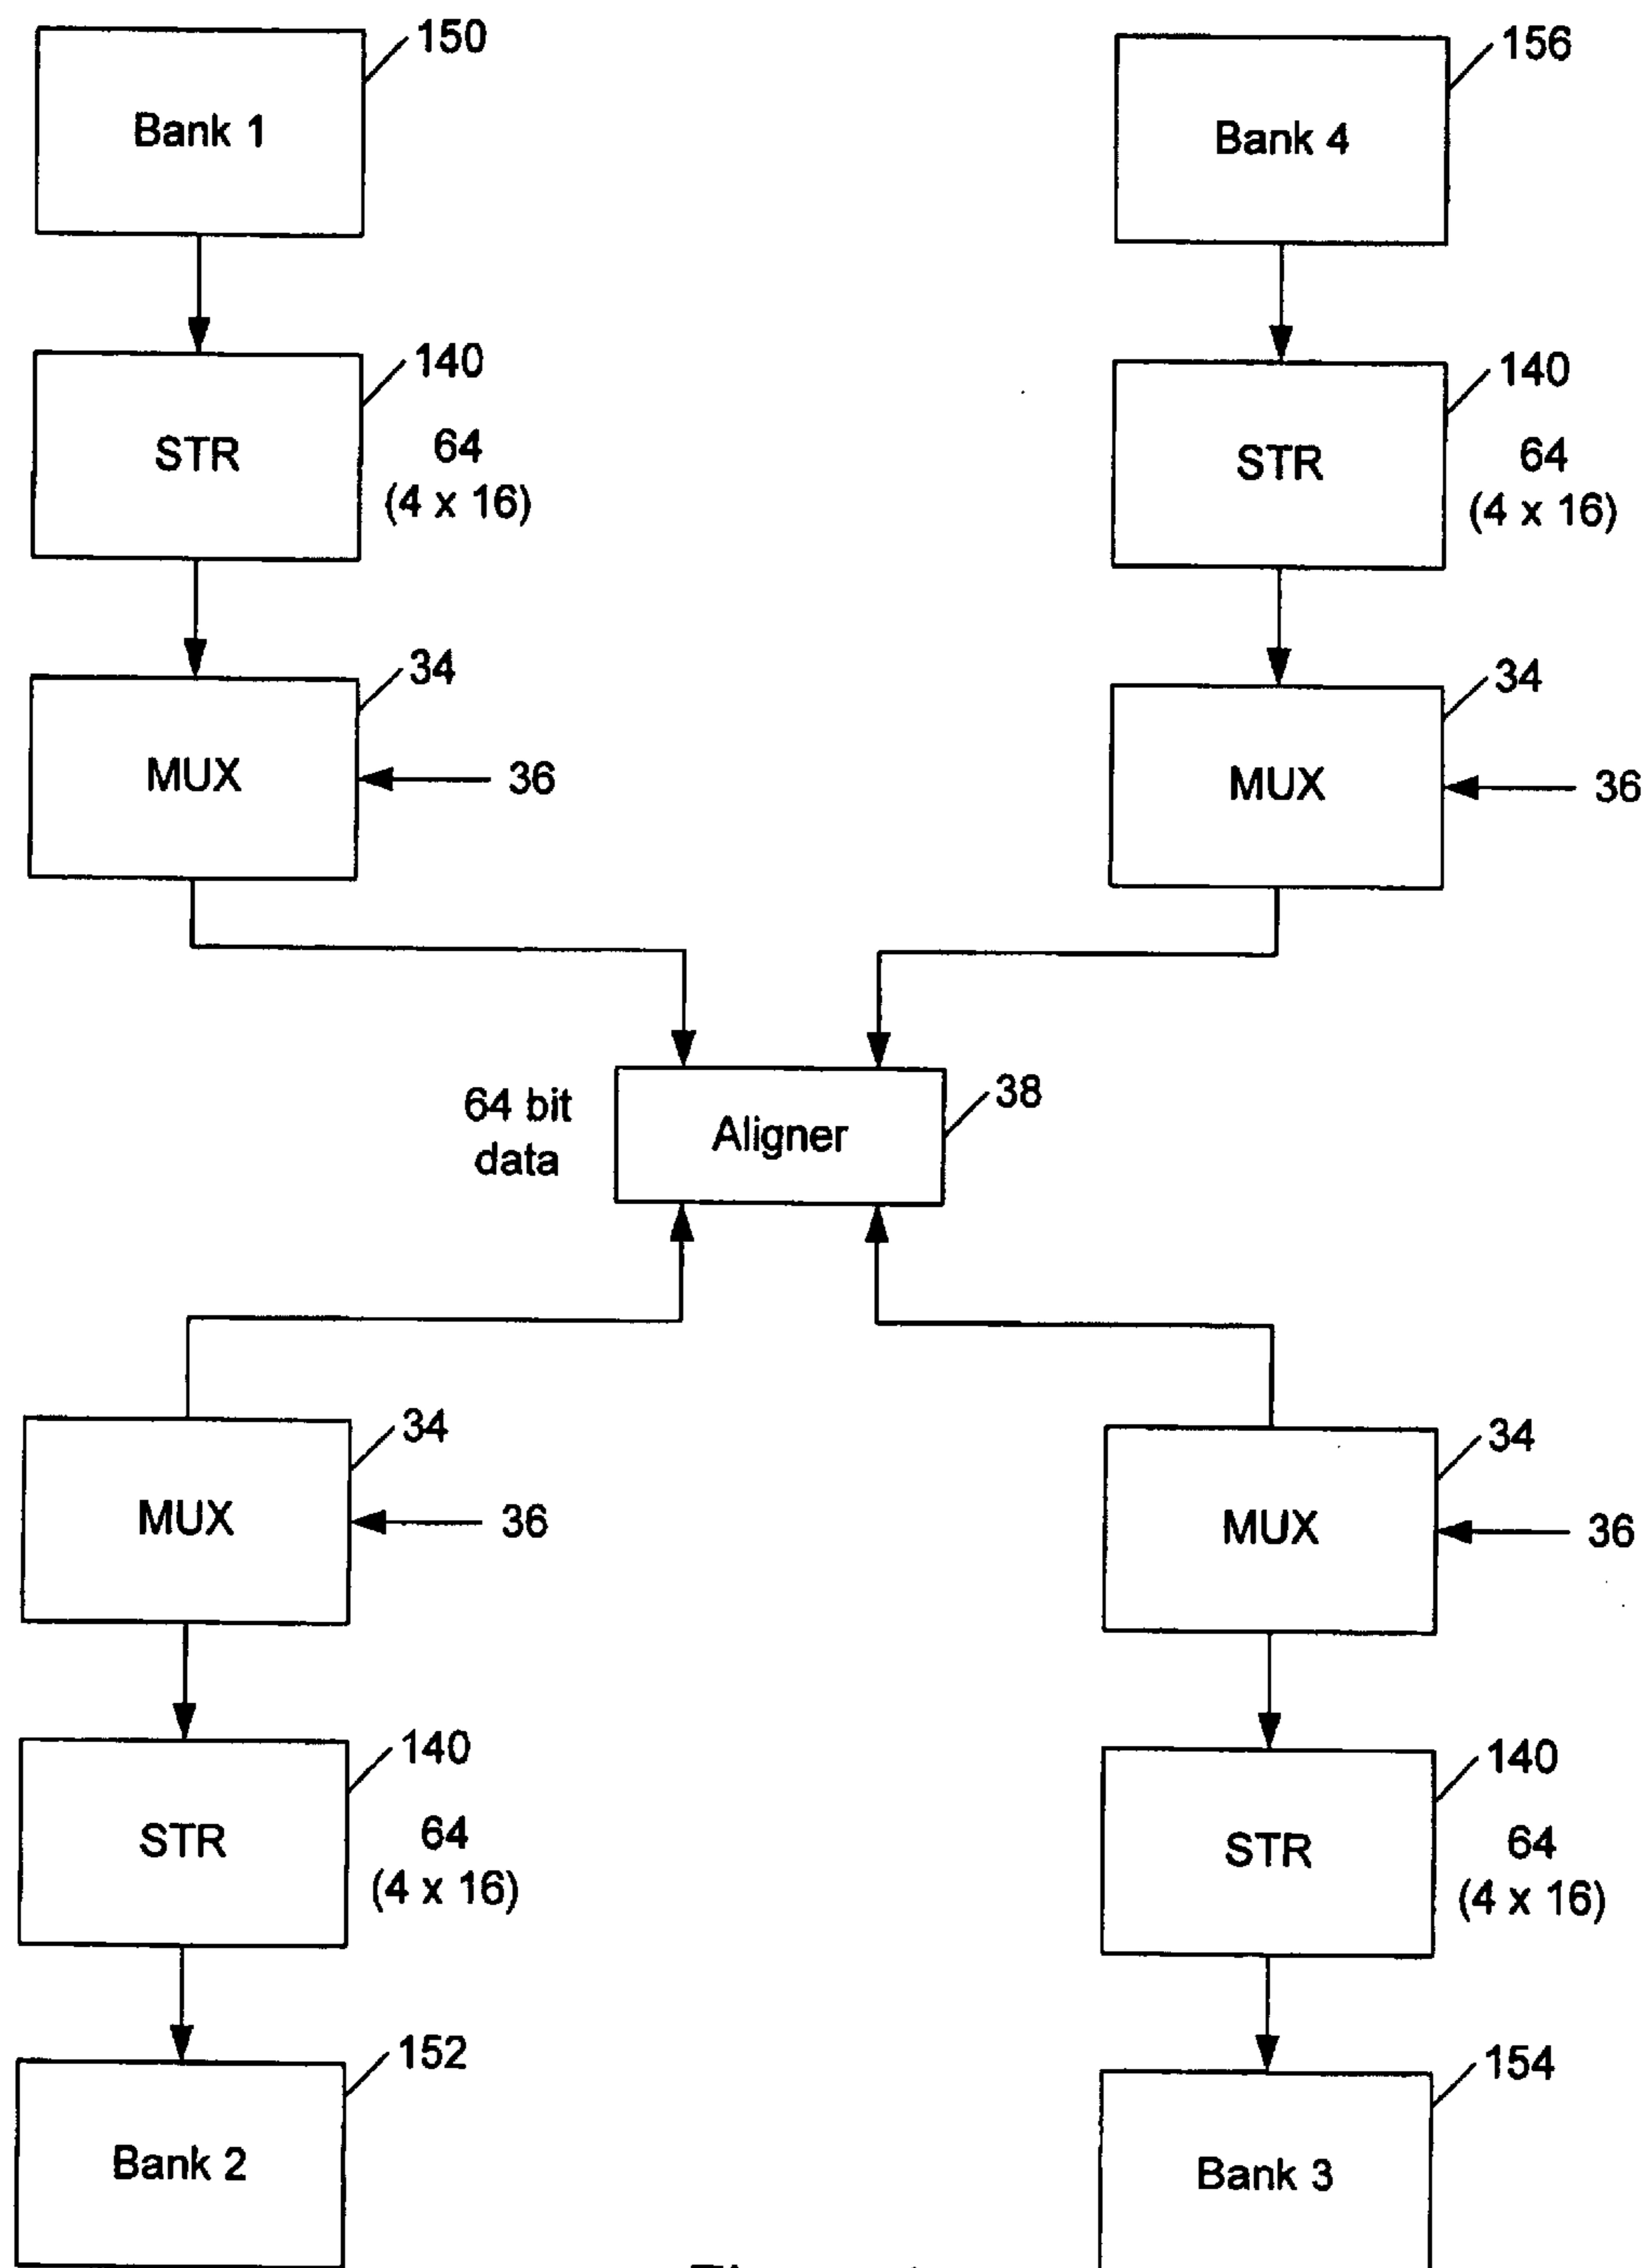 150
Bank 1
156
Bank 4
140
STR
64
(4 x 16)
140
STR
64
(4 x 16)
34
MUX
36
34
MUX
36
64 bit
data
Aligner
38
34
MUX
36
34
MUX
36
140
STR
64
(4 x 16)
140
STR
64
(4 x 16)
152
Bank 2
154
Bank 3